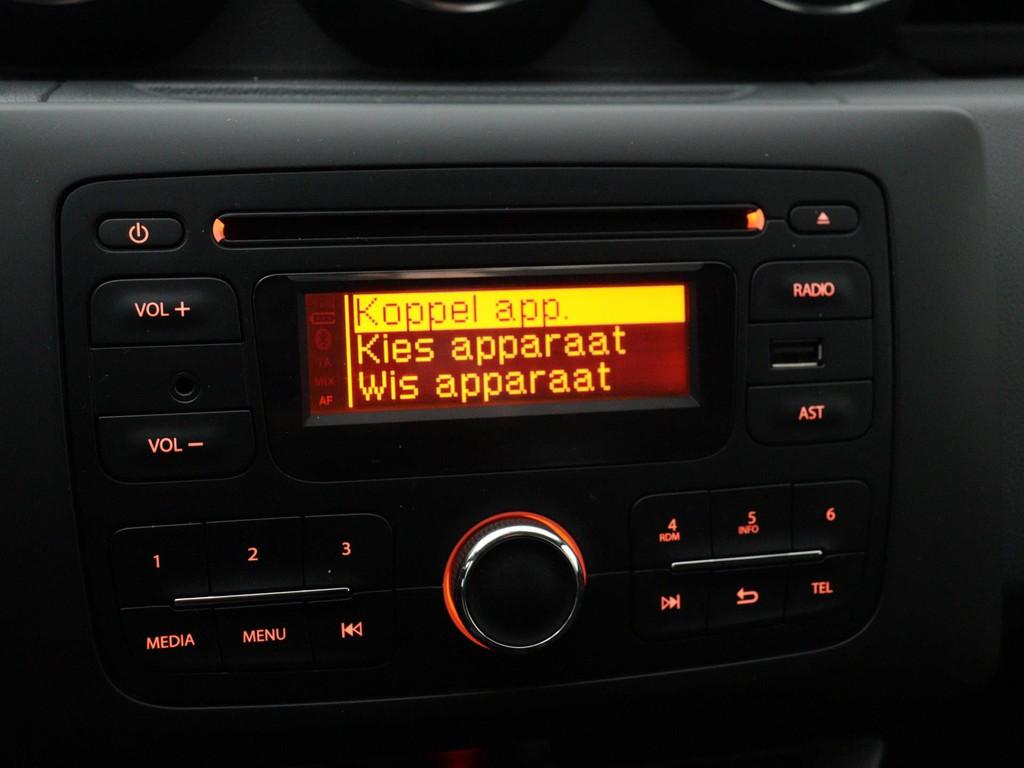 VOL +
RADIO
Koppel app.
Kies apparaat
Wis apparaat
TA
MIX
AF
VOL −
AST
1
2
3
4
RDM
5
INFO
6
MEDIA
MENU
TEL